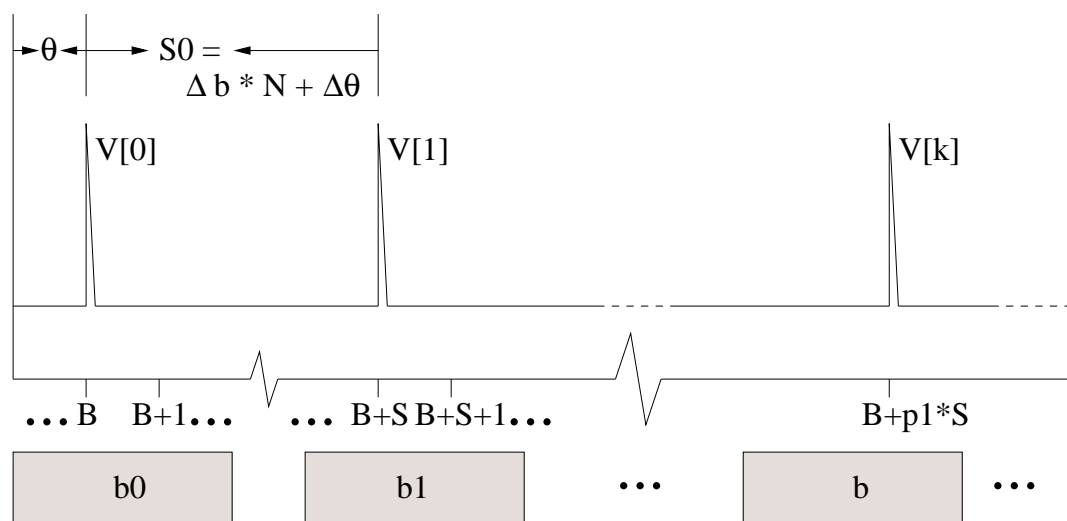 θ S0 =
Δ b * N + Δθ
V[0] V[1] V[k]
... B B+1... ... B+S B+S+1... B+p1*S
b0 b1 ... b ...